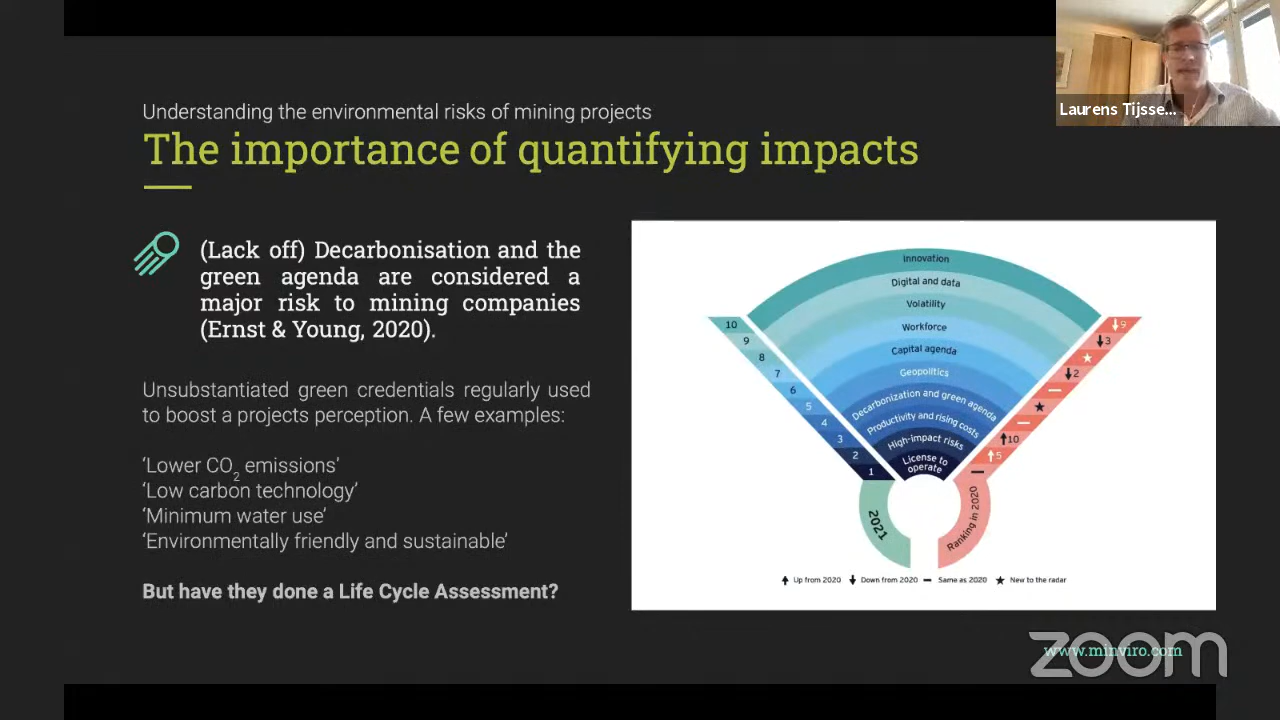 Laurens Tijsse...
Understanding the environmental risks of mining projects
The importance of quantifying impacts
(Lack off) Decarbonisation and the
green agenda are considered a
major risk to mining companies
(Ernst & Young, 2020).
Unsubstantiated green credentials regularly used
to boost a projects perception. A few examples:
‘Lower CO2 emissions’
‘Low carbon technology’
‘Minimum water use’
‘Environmentally friendly and sustainable’
But have they done a Life Cycle Assessment?
Innovation
Digital and data
Volatility
Workforce
Capital agenda
Geopolitics
Decarbonization and green agenda
Productivity and rising costs
High-impact risks
License to
operate
10
9
8
7
6
5
4
3
2
1
2021
9
3
2
10
5
Ranking in 2020
Up from 2020 Down from 2020 Same as 2020 New to the radar
www.minviro.com
zoom